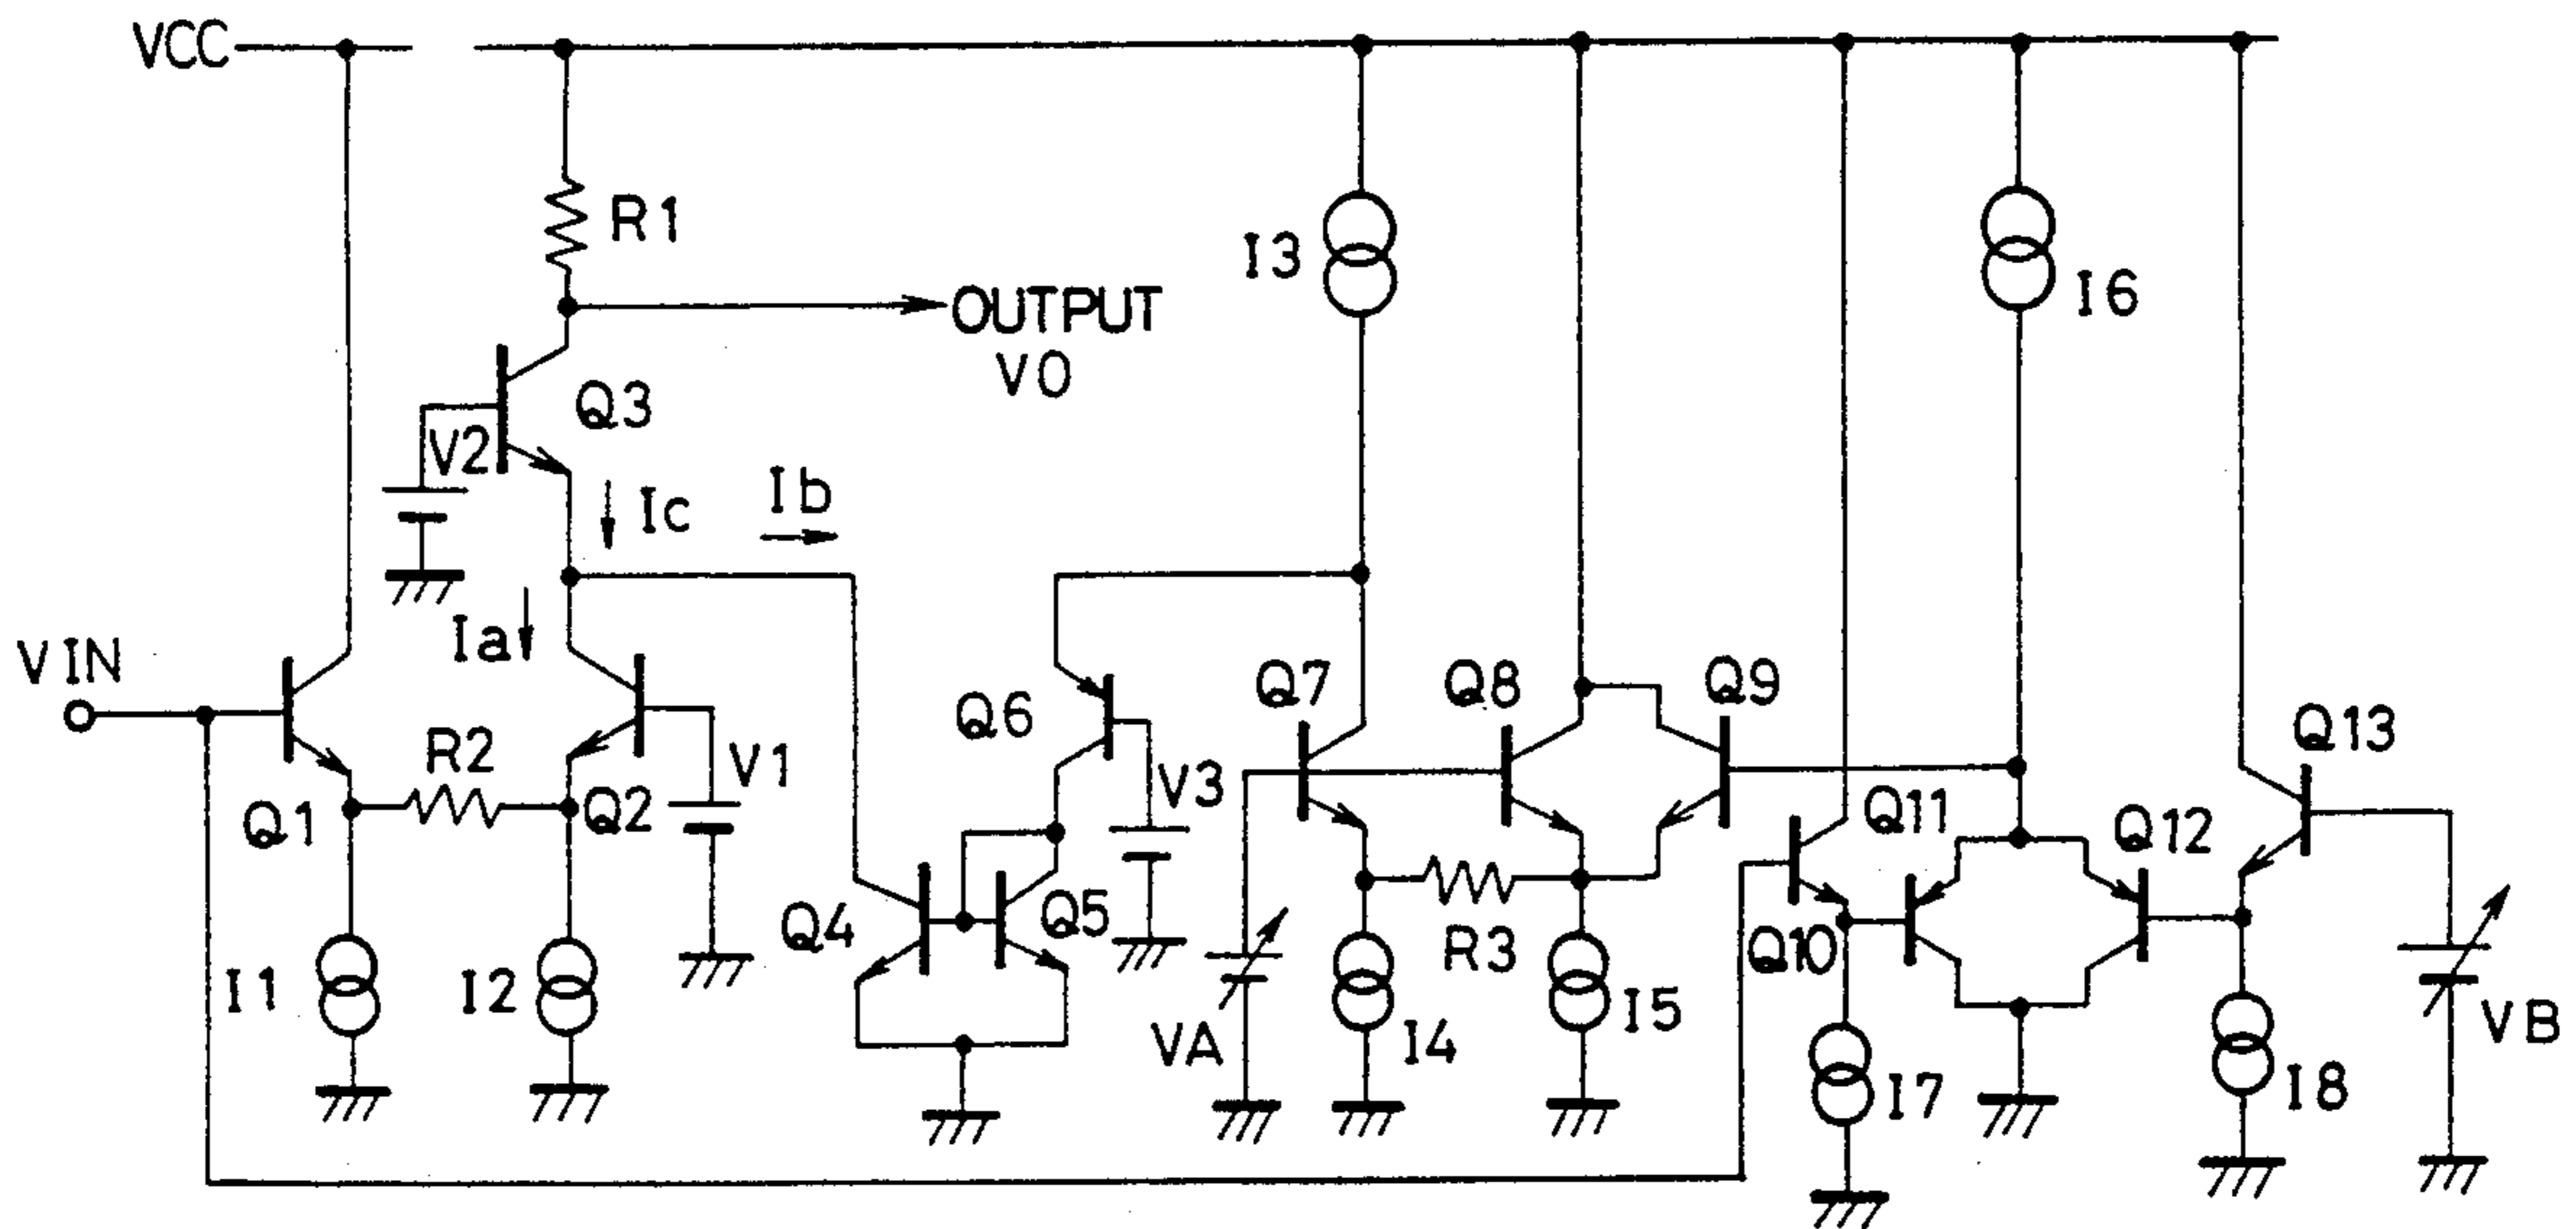 VCC
R1
I3
I6
OUTPUT
V0
Q3
V2
Ic
Ib
Ia
VIN
Q7
Q8
Q9
Q6
Q13
R2
V1
V3
Q1
Q2
Q11
Q12
Q4
Q5
Q10
R3
I1
I2
VA
I4
I5
I7
I8
VB